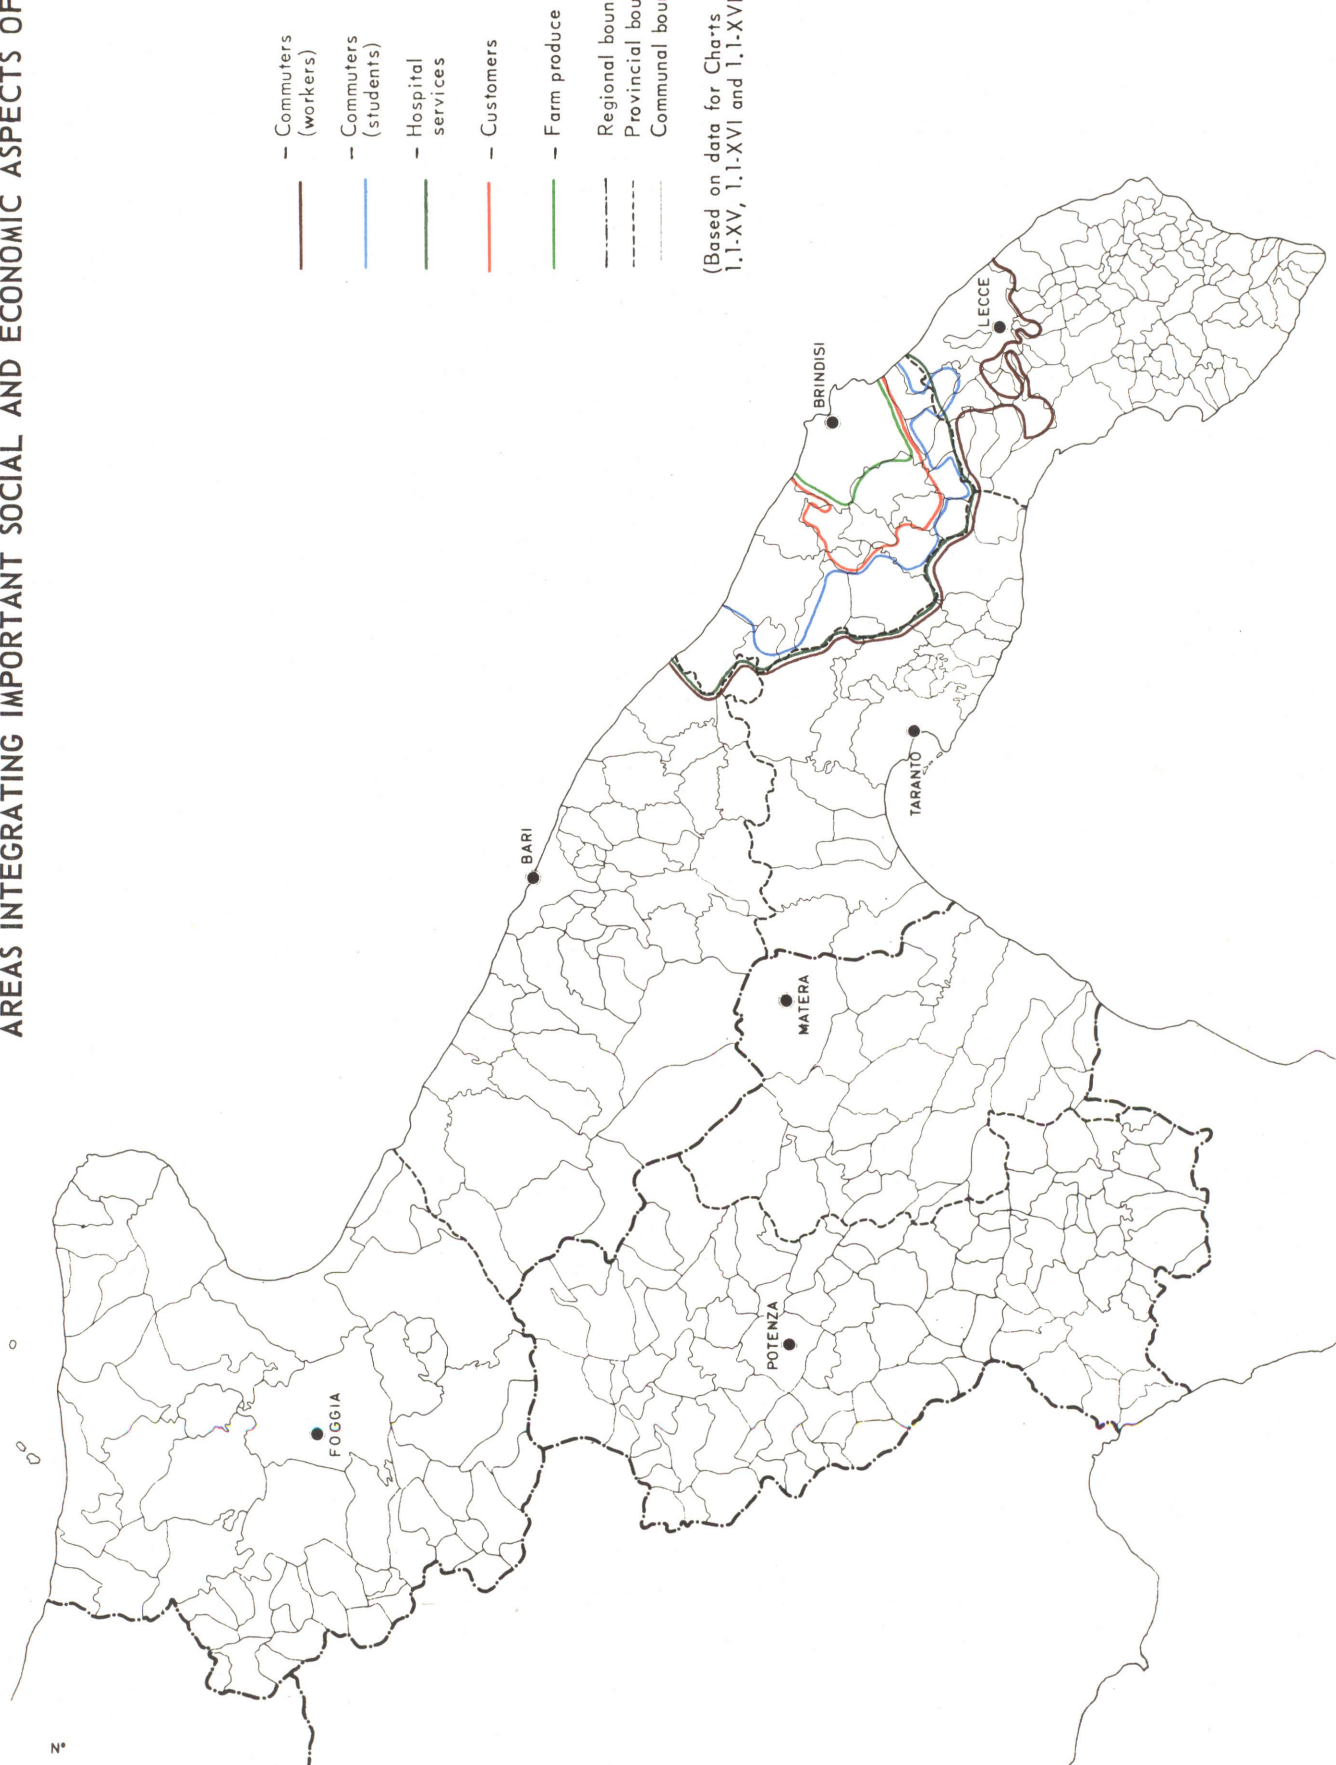 AREAS INTEGRATING IMPORTANT SOCIAL AND ECONOMIC ASPECTS OF
— Commuters
(workers)
— Commuters
(students)
— Hospital
services
— Customers
— Farm produce
Regional boun
Provincial bou
Communal bou
(Based on data for Charts
1.1-XV, 1.1-XVI and 1.1-XVI
BRINDISI
LECCE
BARI
TARANTO
MATERA
POTENZA
FOGGIA
N°